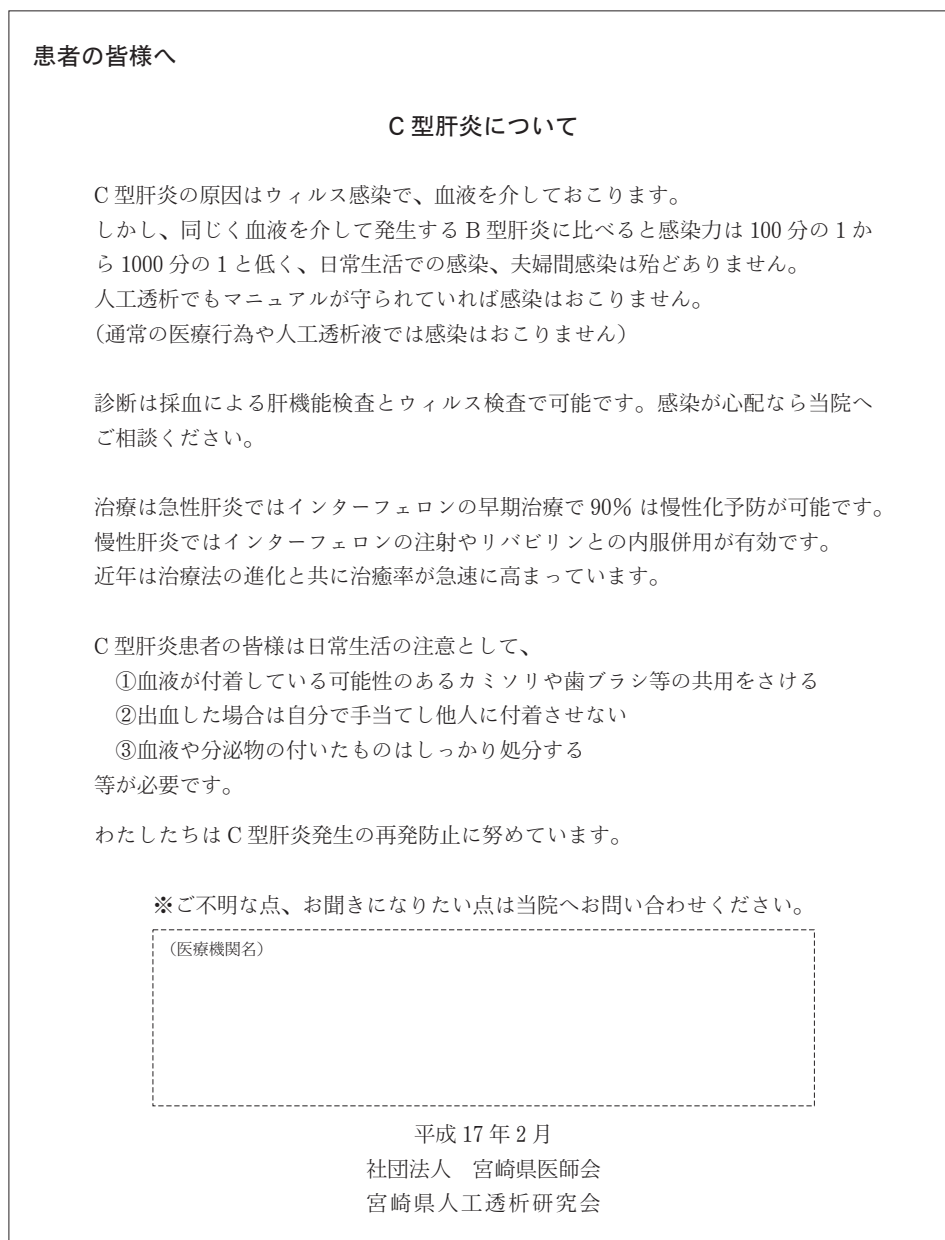 患者の皆様へ
C 型肝炎について
C 型肝炎の原因はウィルス感染で、血液を介しておこります。
しかし、同じく血液を介して発生する B 型肝炎に比べると感染力は 100 分の 1 か
ら 1000 分の 1 と低く、日常生活での感染、夫婦間感染は殆どありません。
人工透析でもマニュアルが守られていれば感染はおこりません。
(通常の医療行為や人工透析液では感染はおこりません)
診断は採血による肝機能検査とウィルス検査で可能です。感染が心配なら当院へ
ご相談ください。
治療は急性肝炎ではインターフェロンの早期治療で 90% は慢性化予防が可能です。
慢性肝炎ではインターフェロンの注射やリバビリンとの内服併用が有効です。
近年は治療法の進化と共に治癒率が急速に高まっています。
C 型肝炎患者の皆様は日常生活の注意として、
①血液が付着している可能性のあるカミソリや歯ブラシ等の共用をさける
②出血した場合は自分で手当てし他人に付着させない
③血液や分泌物の付いたものはしっかり処分する
等が必要です。
わたしたちは C 型肝炎発生の再発防止に努めています。
※ご不明な点、お聞きになりたい点は当院へお問い合わせください。
(医療機関名)
平成 17 年 2 月
社団法人 宮崎県医師会
宮崎県人工透析研究会